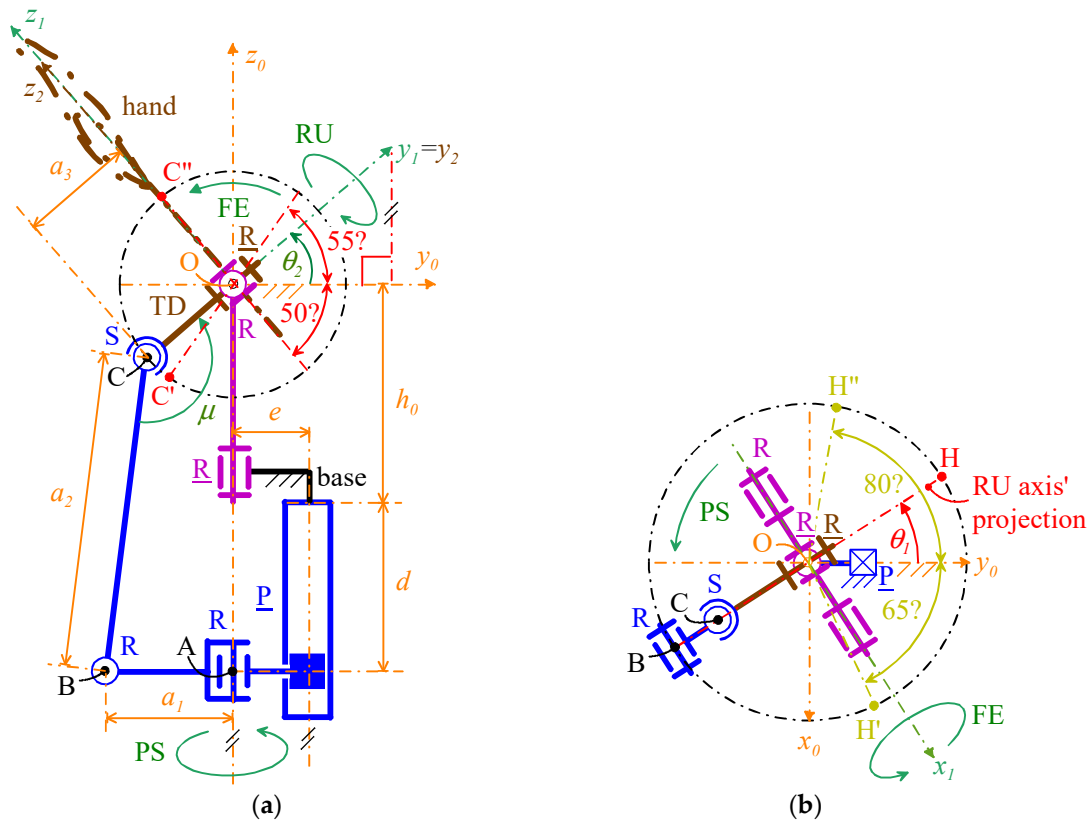 z₁
z₀
z₂
hand
RU
y₁=y₂
a₃
C"
FE
R
55?
θ₂
O
y₀
TD
50?
S
R
C
C'
μ
h₀
e
H"
R
base
R
H
a₂
PS
80?
RU axis'
projection
R
R
θ₁
O
d
P
y₀
P
S
65?
R
A
R
C
R
B
B
a₁
H'
FE
PS
x₀
x₁
(a)
(b)